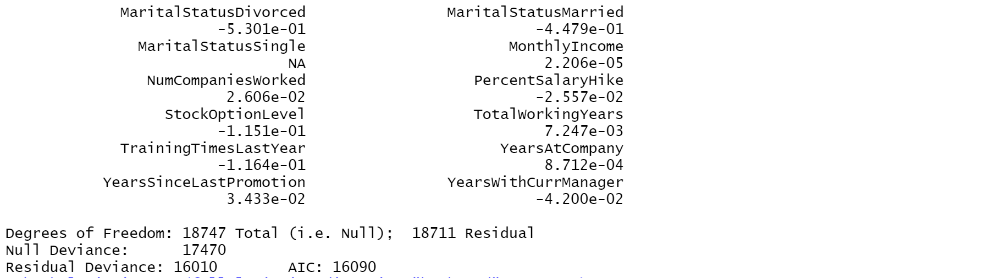 MaritalStatusDivorced MaritalStatusMarried
-5.301e-01 -4.479e-01
MaritalStatusSingle MonthlyIncome
NA 2.206e-05
NumCompaniesWorked PercentSalaryHike
2.606e-02 -2.557e-02
StockOptionLevel TotalWorkingYears
-1.151e-01 7.247e-03
TrainingTimesLastYear YearsAtCompany
-1.164e-01 8.712e-04
YearsSinceLastPromotion YearsWithCurrManager
3.433e-02 -4.200e-02
Degrees of Freedom: 18747 Total (i.e. Null); 18711 Residual
Null Deviance: 17470
Residual Deviance: 16010 AIC: 16090